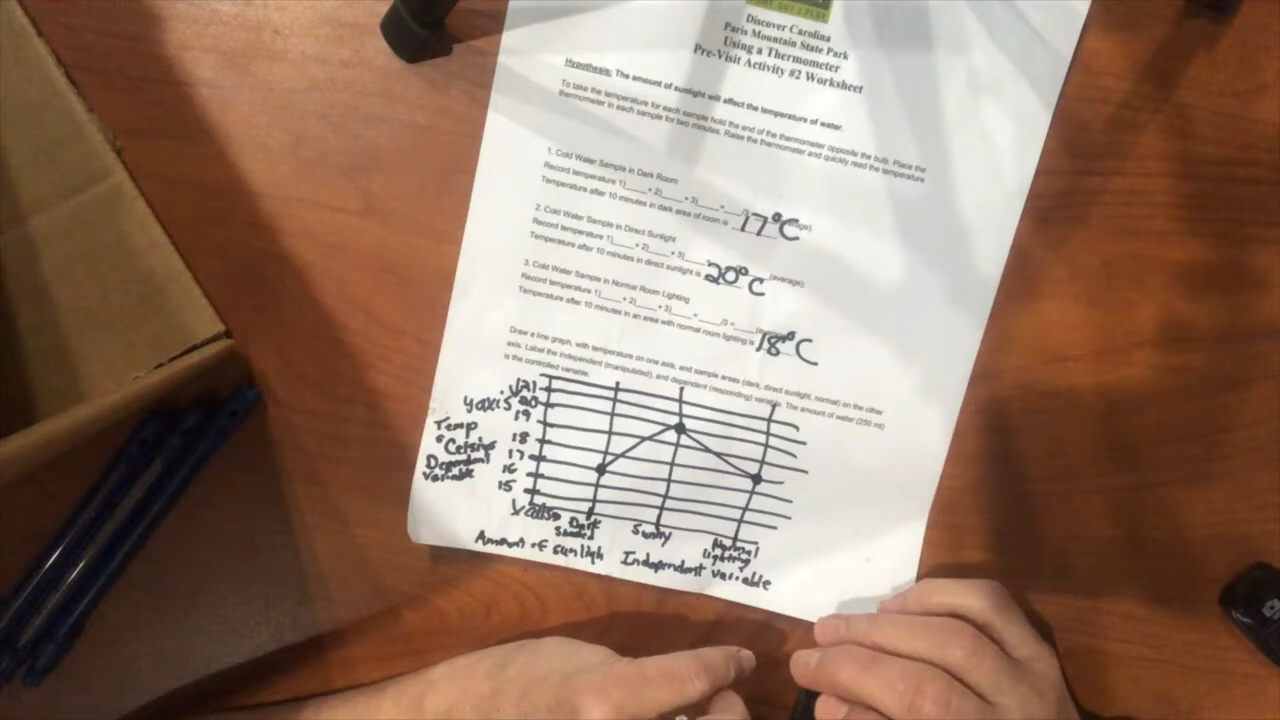 Discover Carolina
Paris Mountain State Park
Using a Thermometer
Pre-Visit Activity #2 Worksheet
Hypothesis: The amount of sunlight will affect the temperature of water.
To take the temperature for each sample hold the end of the thermometer opposite the bulb. Place the
thermometer in each sample for two minutes. Raise the thermometer and quickly read the temperature
1. Cold Water Sample in Dark Room
Record temperature 1)____+ 2)____ + 3)____=____/3
Temperature after 10 minutes in dark area of room is 17°C
2. Cold Water Sample in Direct Sunlight
Record temperature 1)____+ 2)____ + 3)____ (average).
Temperature after 10 minutes in direct sunlight is 20°C
3. Cold Water Sample in Normal Room Lighting
Record temperature 1)____+ 2)____ + 3)____ = ____/3 =____
Temperature after 10 minutes in an area with normal room lighting is 18°C
Draw a line graph, with temperature on one axis, and sample areas (dark, direct sunlight, normal) on the other
axis. Label the independent (manipulated), and dependent (responding) variable. The amount of water (250 ml)
is the controlled variable.
21
y axis 20
19
Temp
18
° Celsius
17
Dependent
16
variable
15
Dark
Shaded
Sunny
Normal
lighting
Amount of sunligh
Independent variable